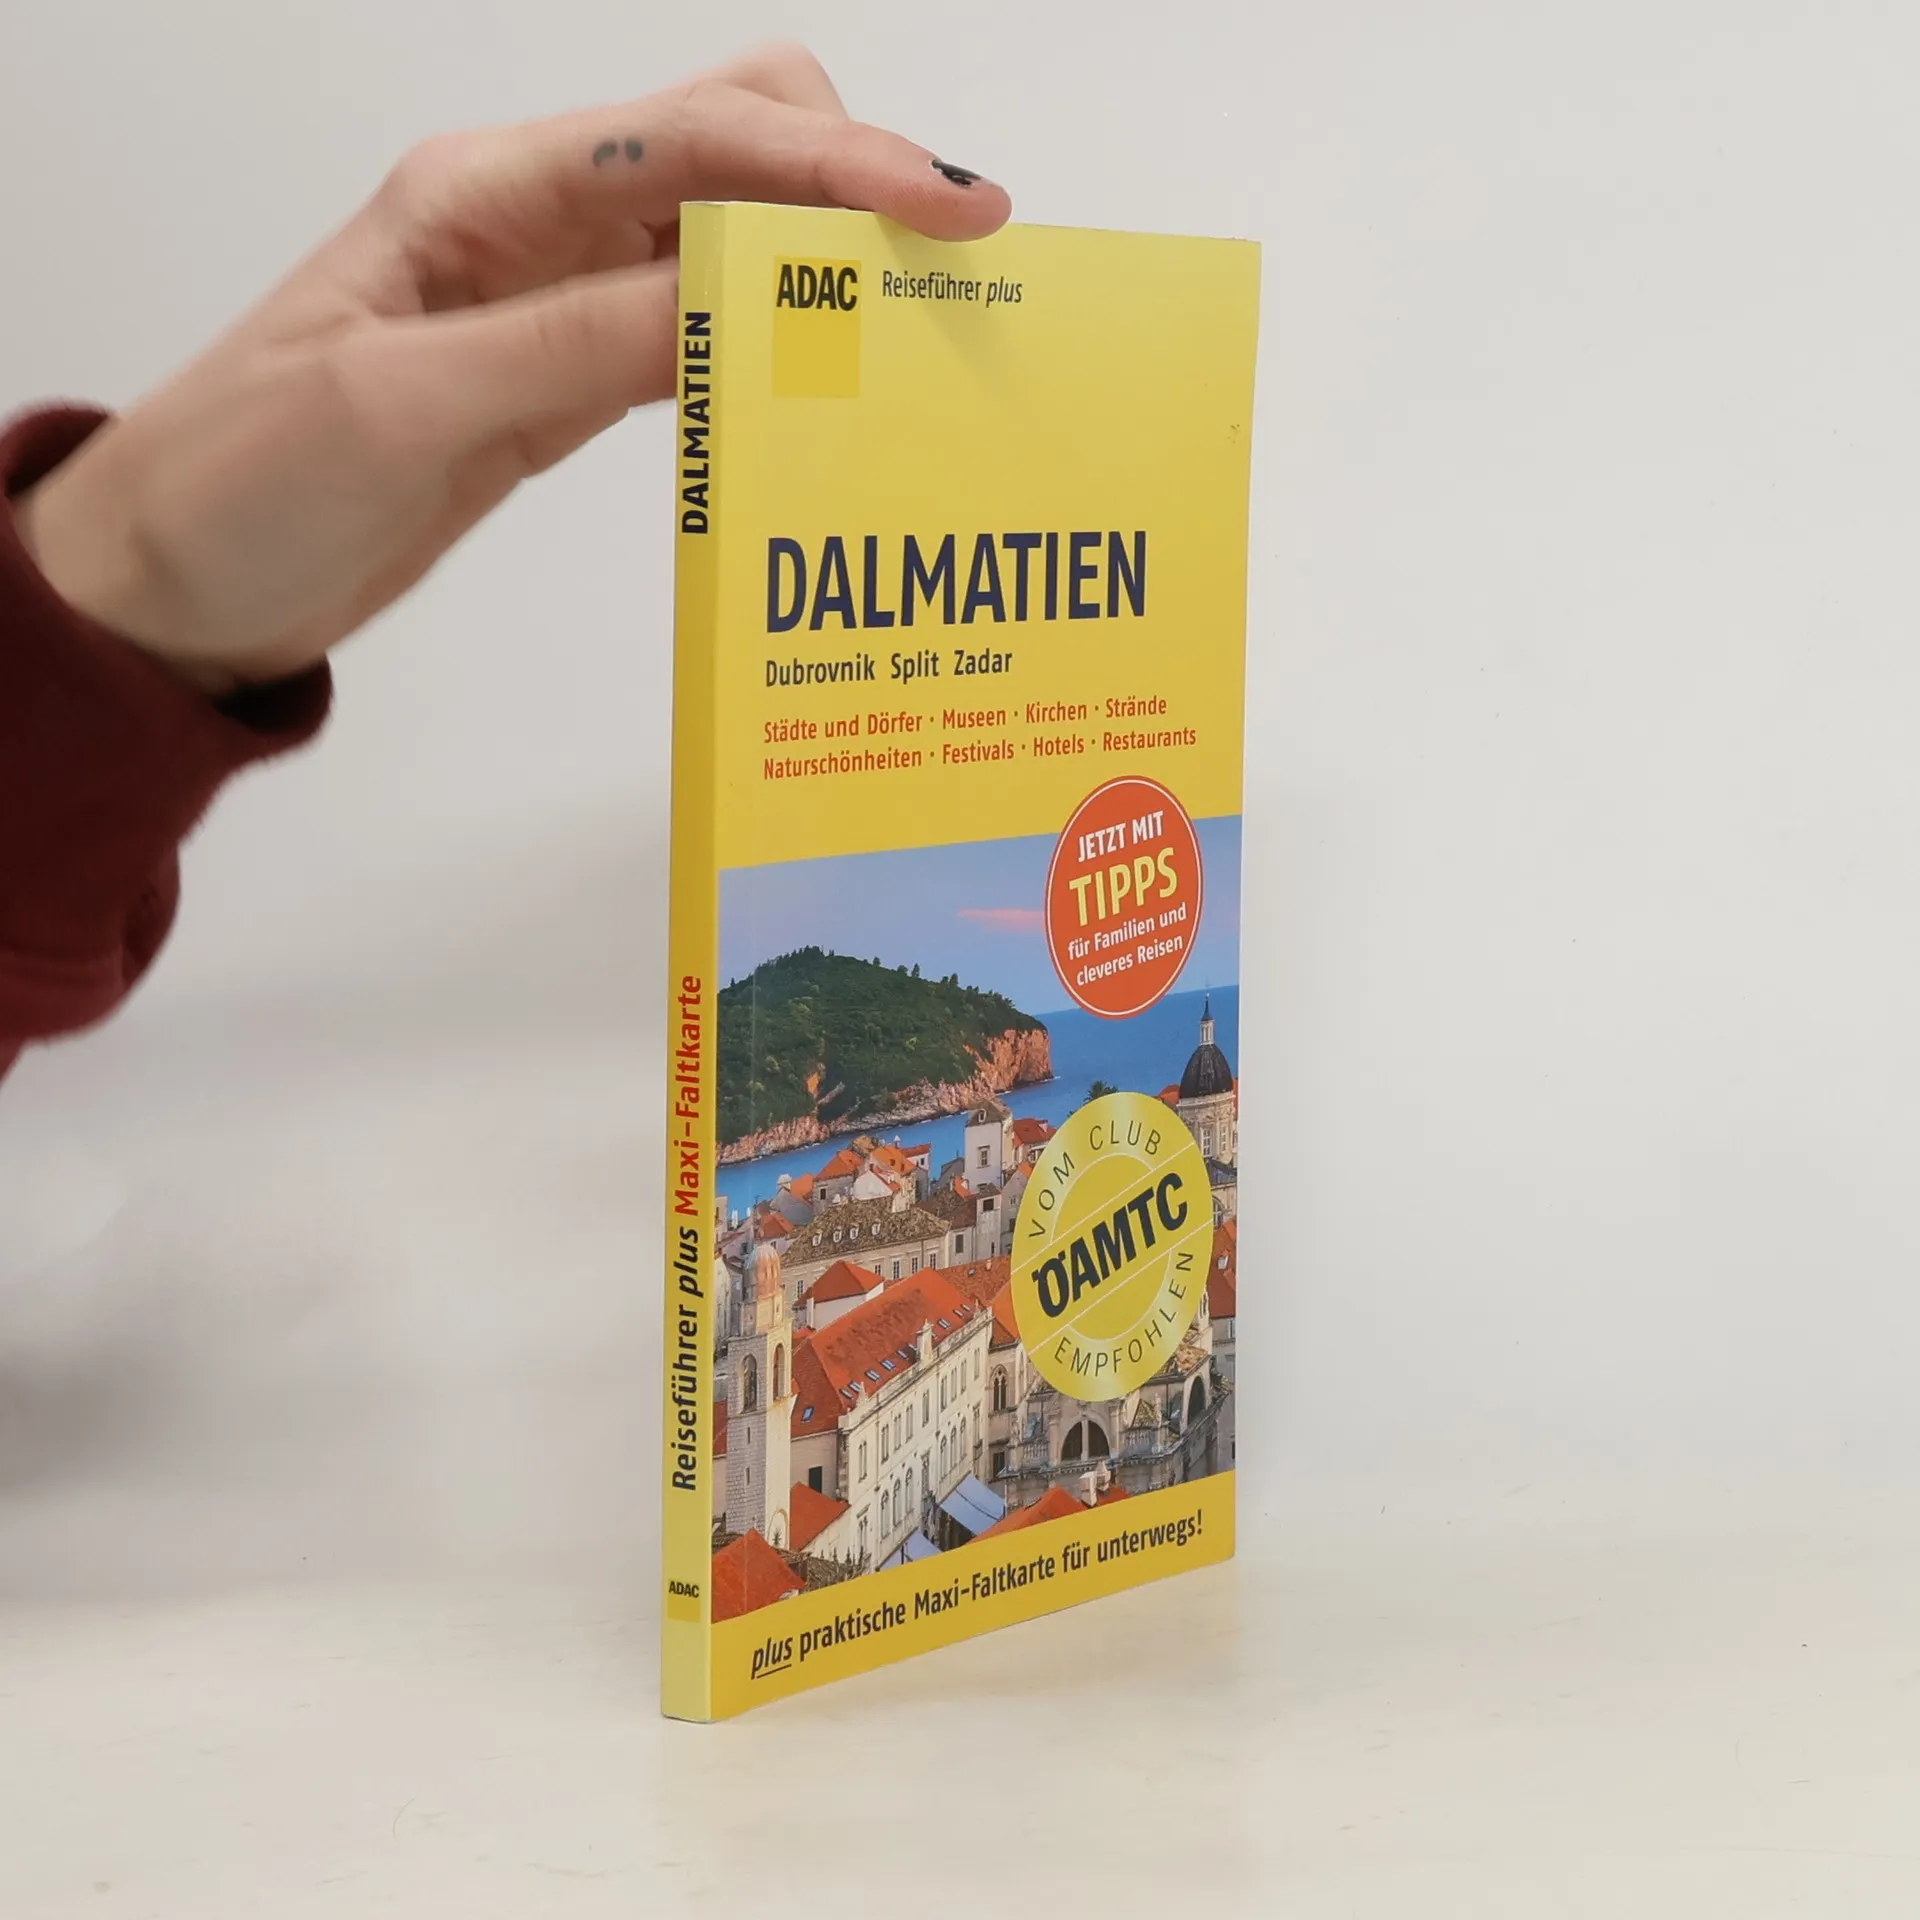 DALMATIEN
Reiseführer plus Maxi-Faltkarte
ADAC
ADAC
Reiseführer plus
DALMATIEN
Dubrovnik Split Zadar
Städte und Dörfer · Museen · Kirchen · Strände
Naturschönheiten · Festivals · Hotels · Restaurants
JETZT MIT
TIPPS
für Familien und
cleveres Reisen
VOM CLUB
ÖAMTC
EMPFOHLEN
plus praktische Maxi-Faltkarte für unterwegs!